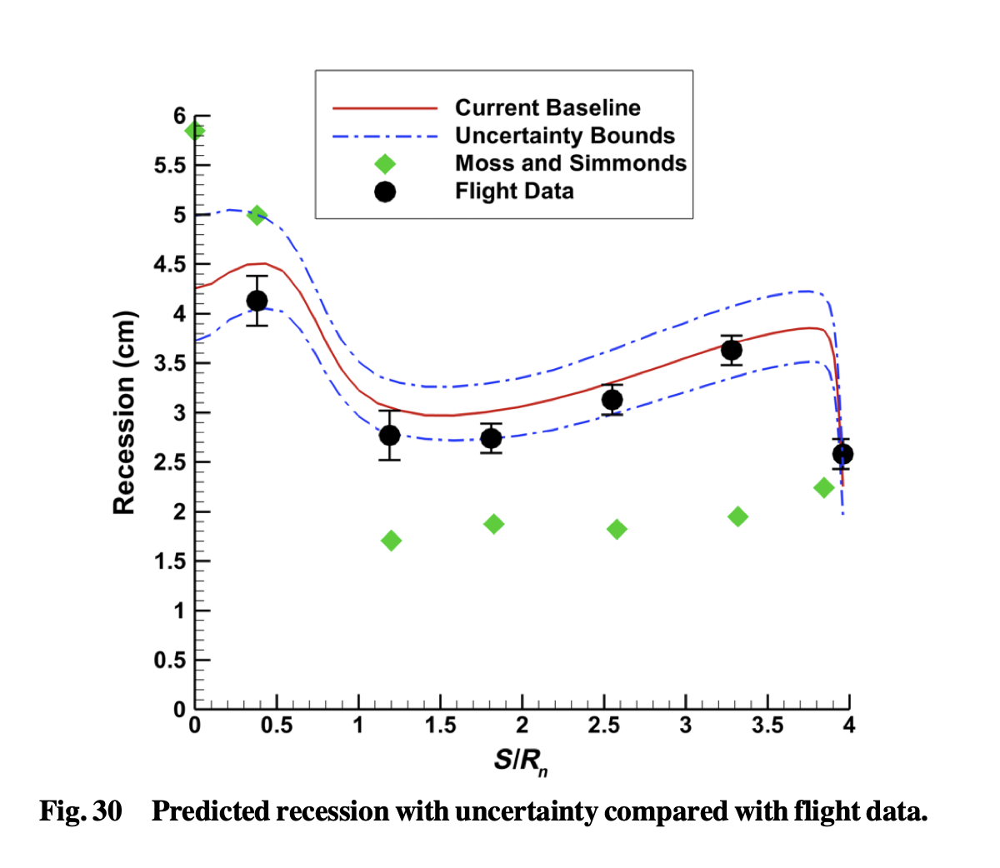 Current Baseline
Uncertainty Bounds
Moss and Simmonds
Flight Data
6
5.5
5
4.5
4
3.5
3
2.5
2
1.5
1
0.5
0
Recession (cm)
0 0.5 1 1.5 2 2.5 3 3.5 4
S/Rn
Fig. 30 Predicted recession with uncertainty compared with flight data.